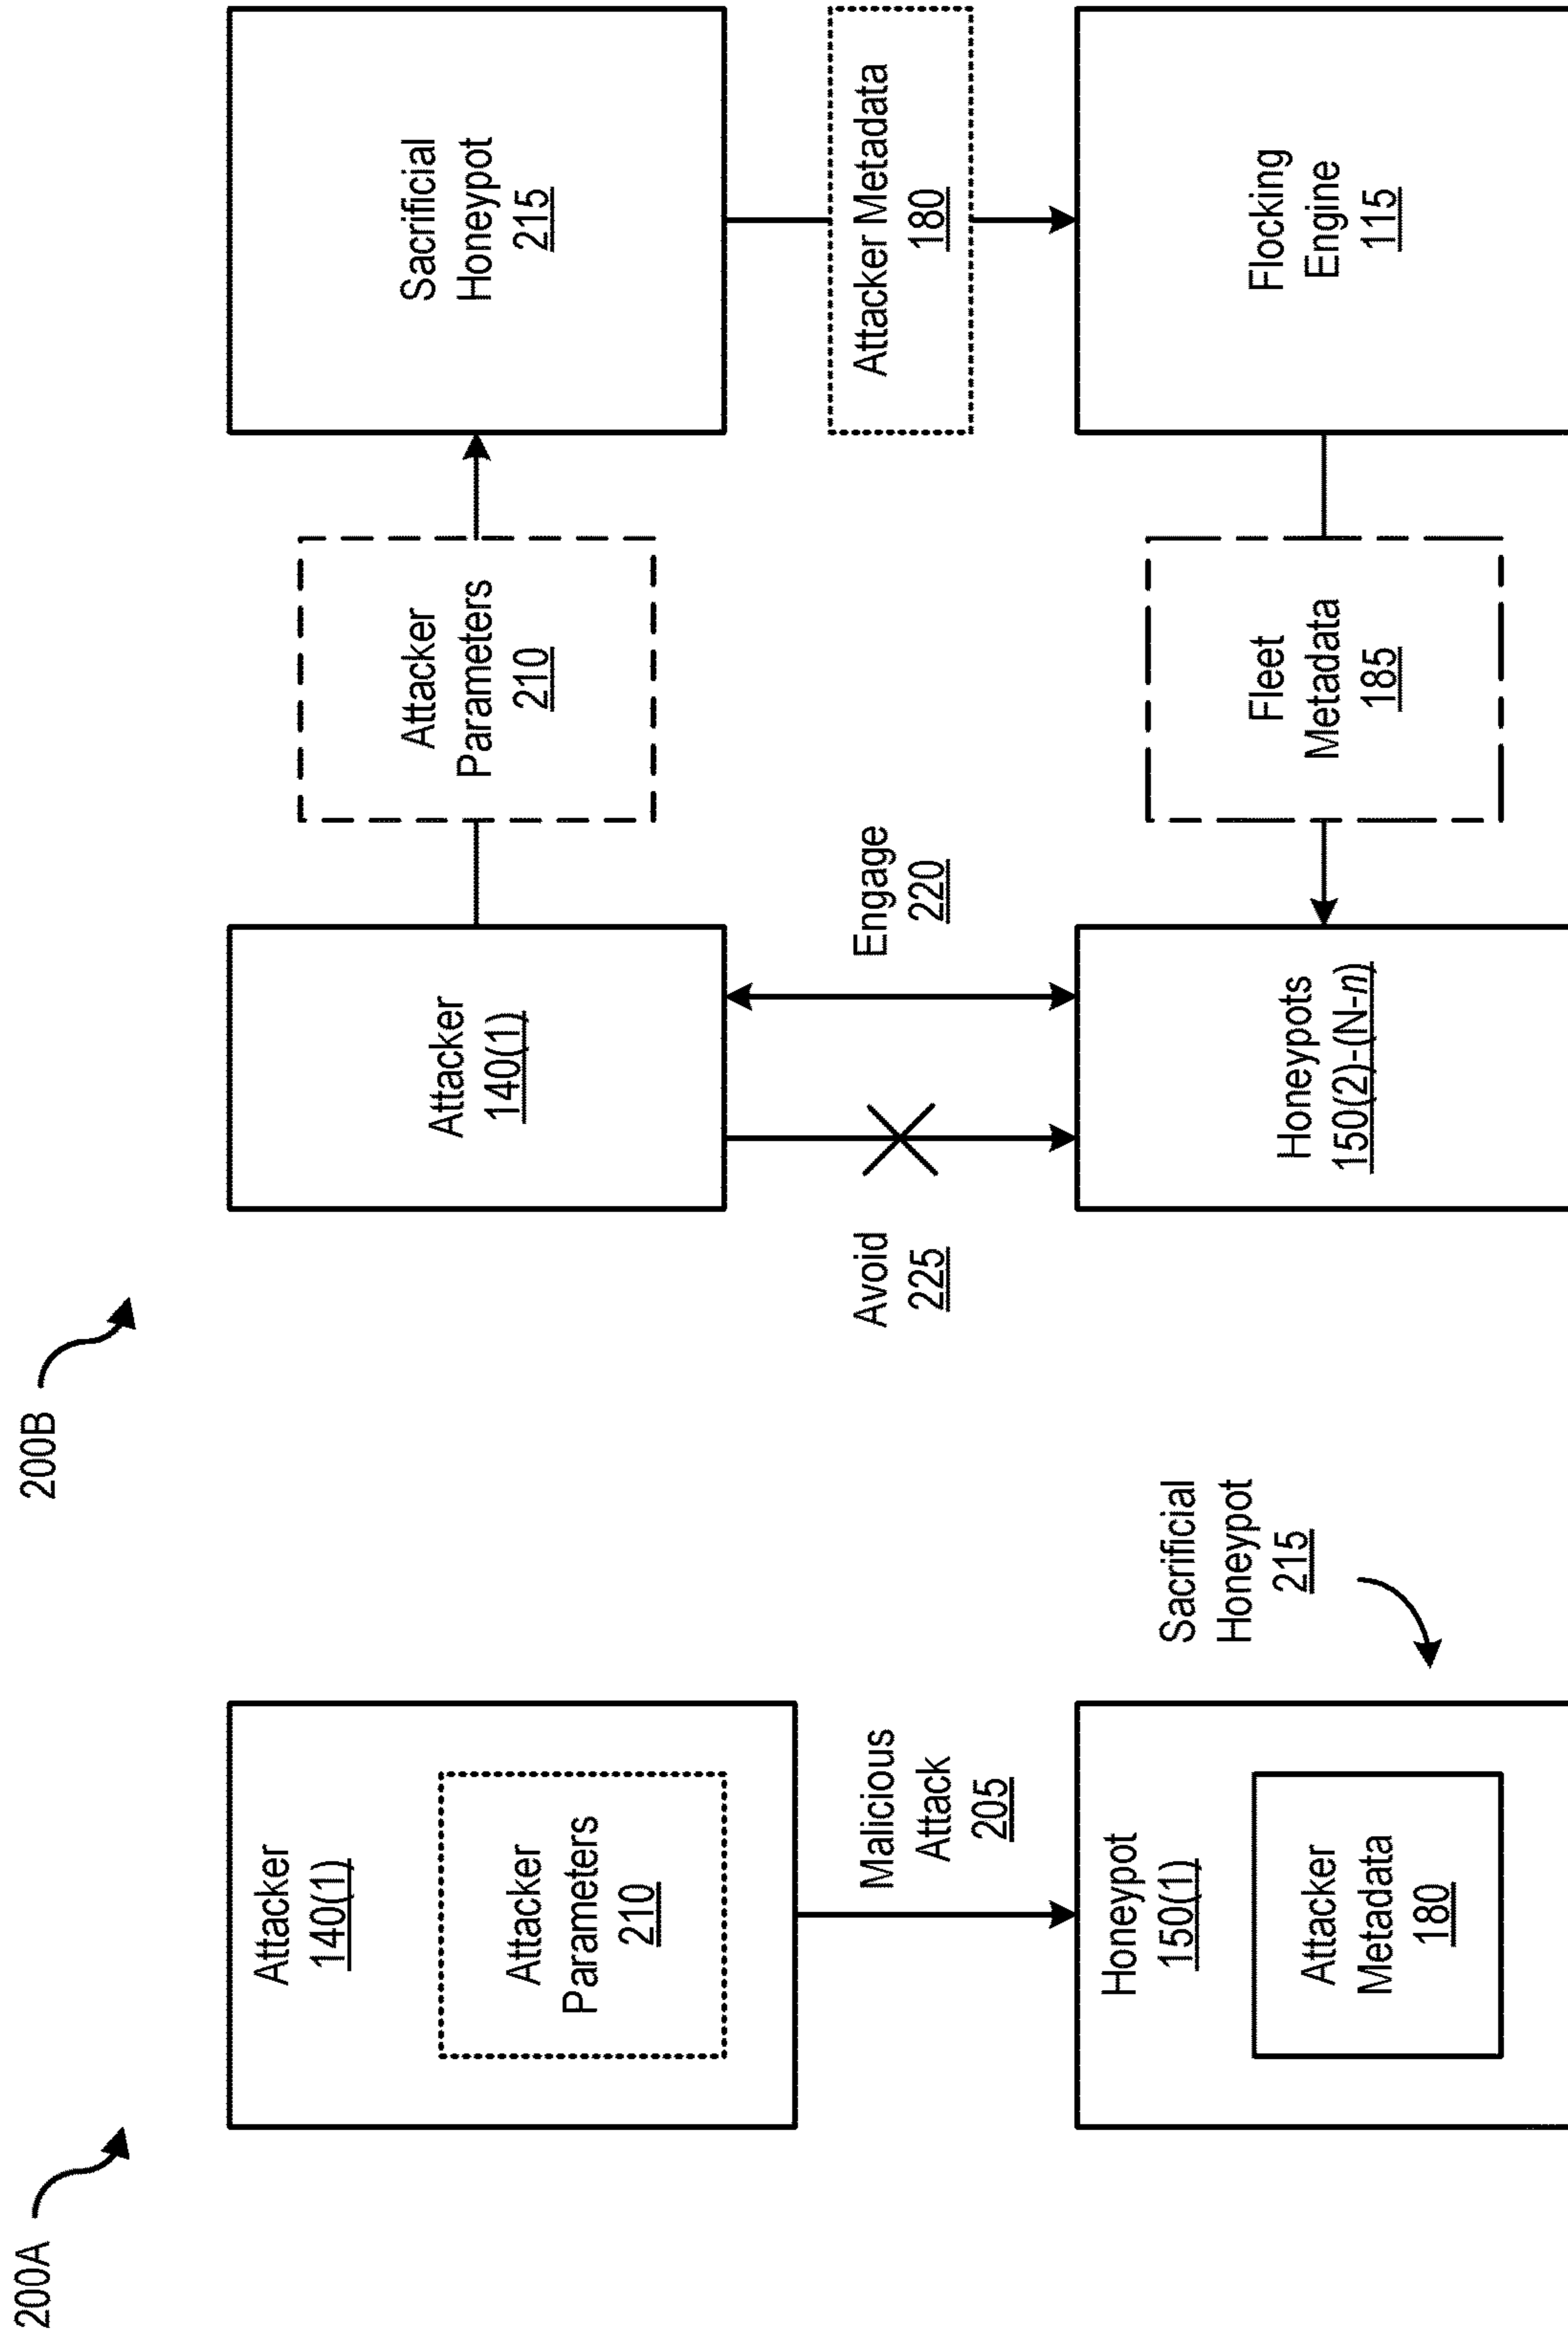 200A
Attacker
140(1)
Attacker
Parameters
210
Malicious
Attack
205
Honeypot
150(1)
Attacker
Metadata
180
Sacrificial
Honeypot
215
200B
Attacker
140(1)
Attacker
Parameters
210
Sacrificial
Honeypot
215
Avoid
225
Engage
220
Attacker Metadata
180
Honeypots
150(2)-(N-n)
Fleet
Metadata
185
Flocking
Engine
115